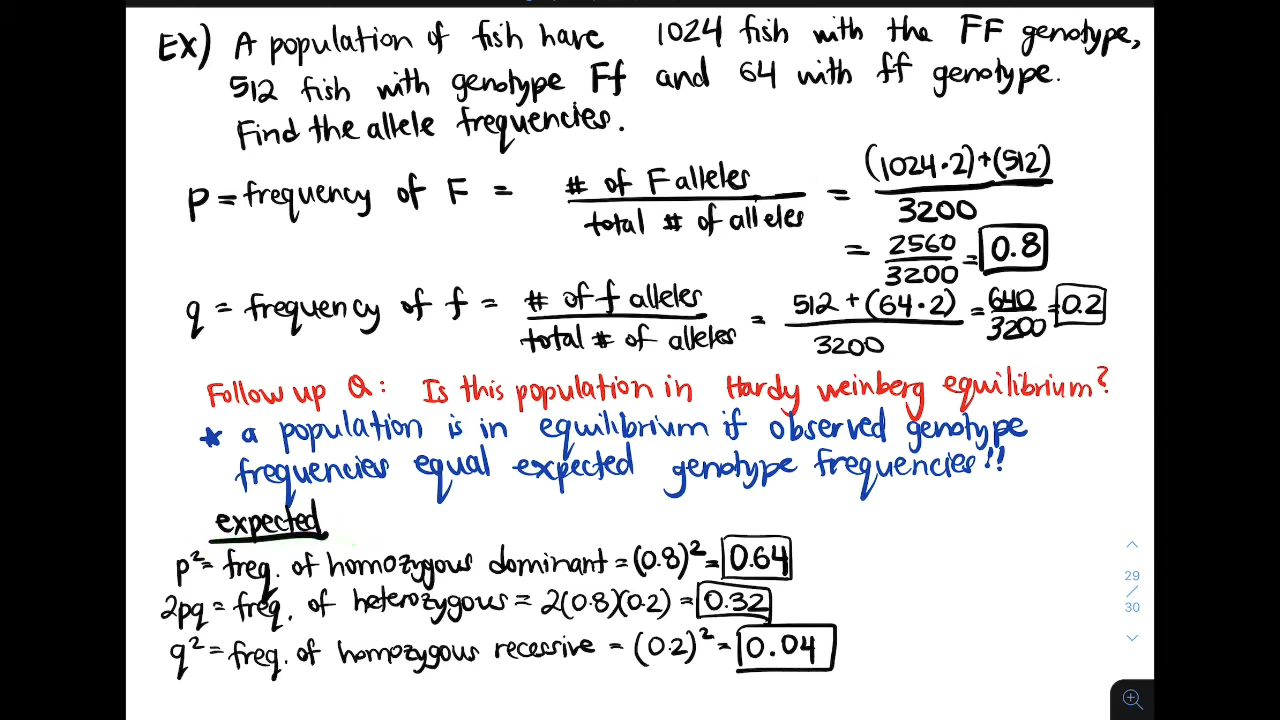 EX) A population of fish have 1024 fish with the FF genotype,
512 fish with genotype Ff and 64 with ff genotype.
Find the allele frequencies.
p = frequency of F = # of F alleles / total # of alleles = (1024·2)+(512) / 3200
= 2560 / 3200 = 0.8
q = frequency of f = # of f alleles / total # of alleles = 512 + (64·2) / 3200 = 640 / 3200 = 0.2
Follow up Q: Is this population in Hardy weinberg equilibrium?
* a population is in equilibrium if observed genotype
frequencies equal expected genotype frequencies!!
expected
p² = freq. of homozygous dominant = (0.8)² = 0.64
2pq = freq. of heterozygous = 2(0.8)(0.2) = 0.32
q² = freq. of homozygous recessive = (0.2)² = 0.04
29
/
30